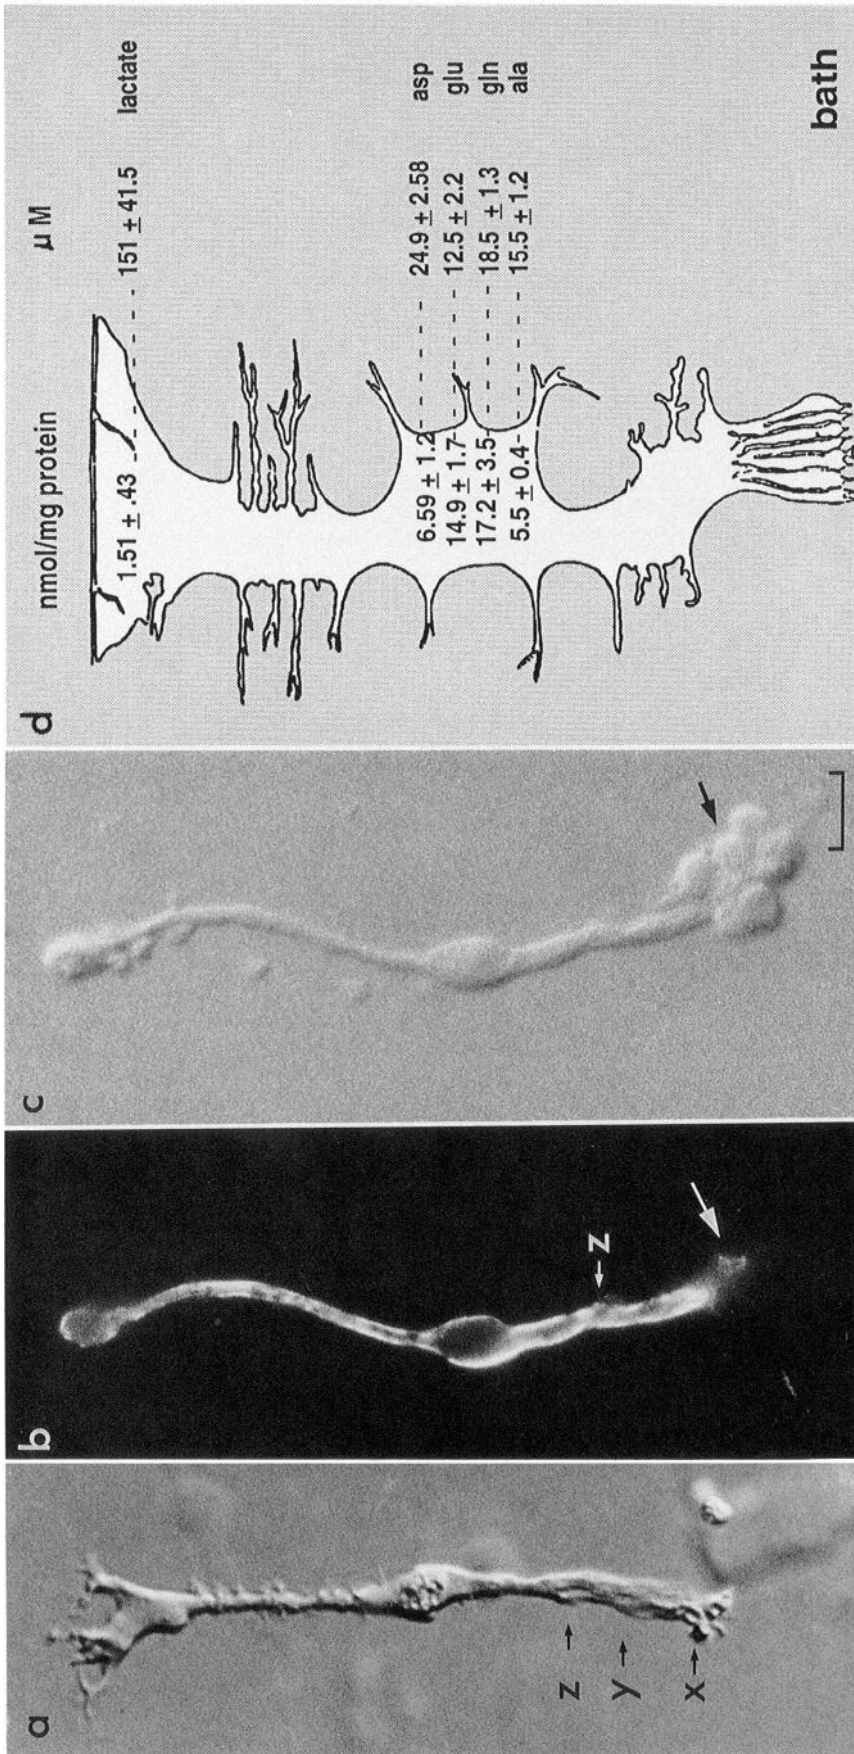 a
z
y
x
b
z
c
d
nmol/mg protein
µM
1.51 ± .43
151 ± 41.5
lactate
6.59 ± 1.2
24.9 ± 2.58
asp
14.9 ± 1.7
12.5 ± 2.2
glu
17.2 ± 3.5
18.5 ± 1.3
gln
5.5 ± 0.4
15.5 ± 1.2
ala
bath